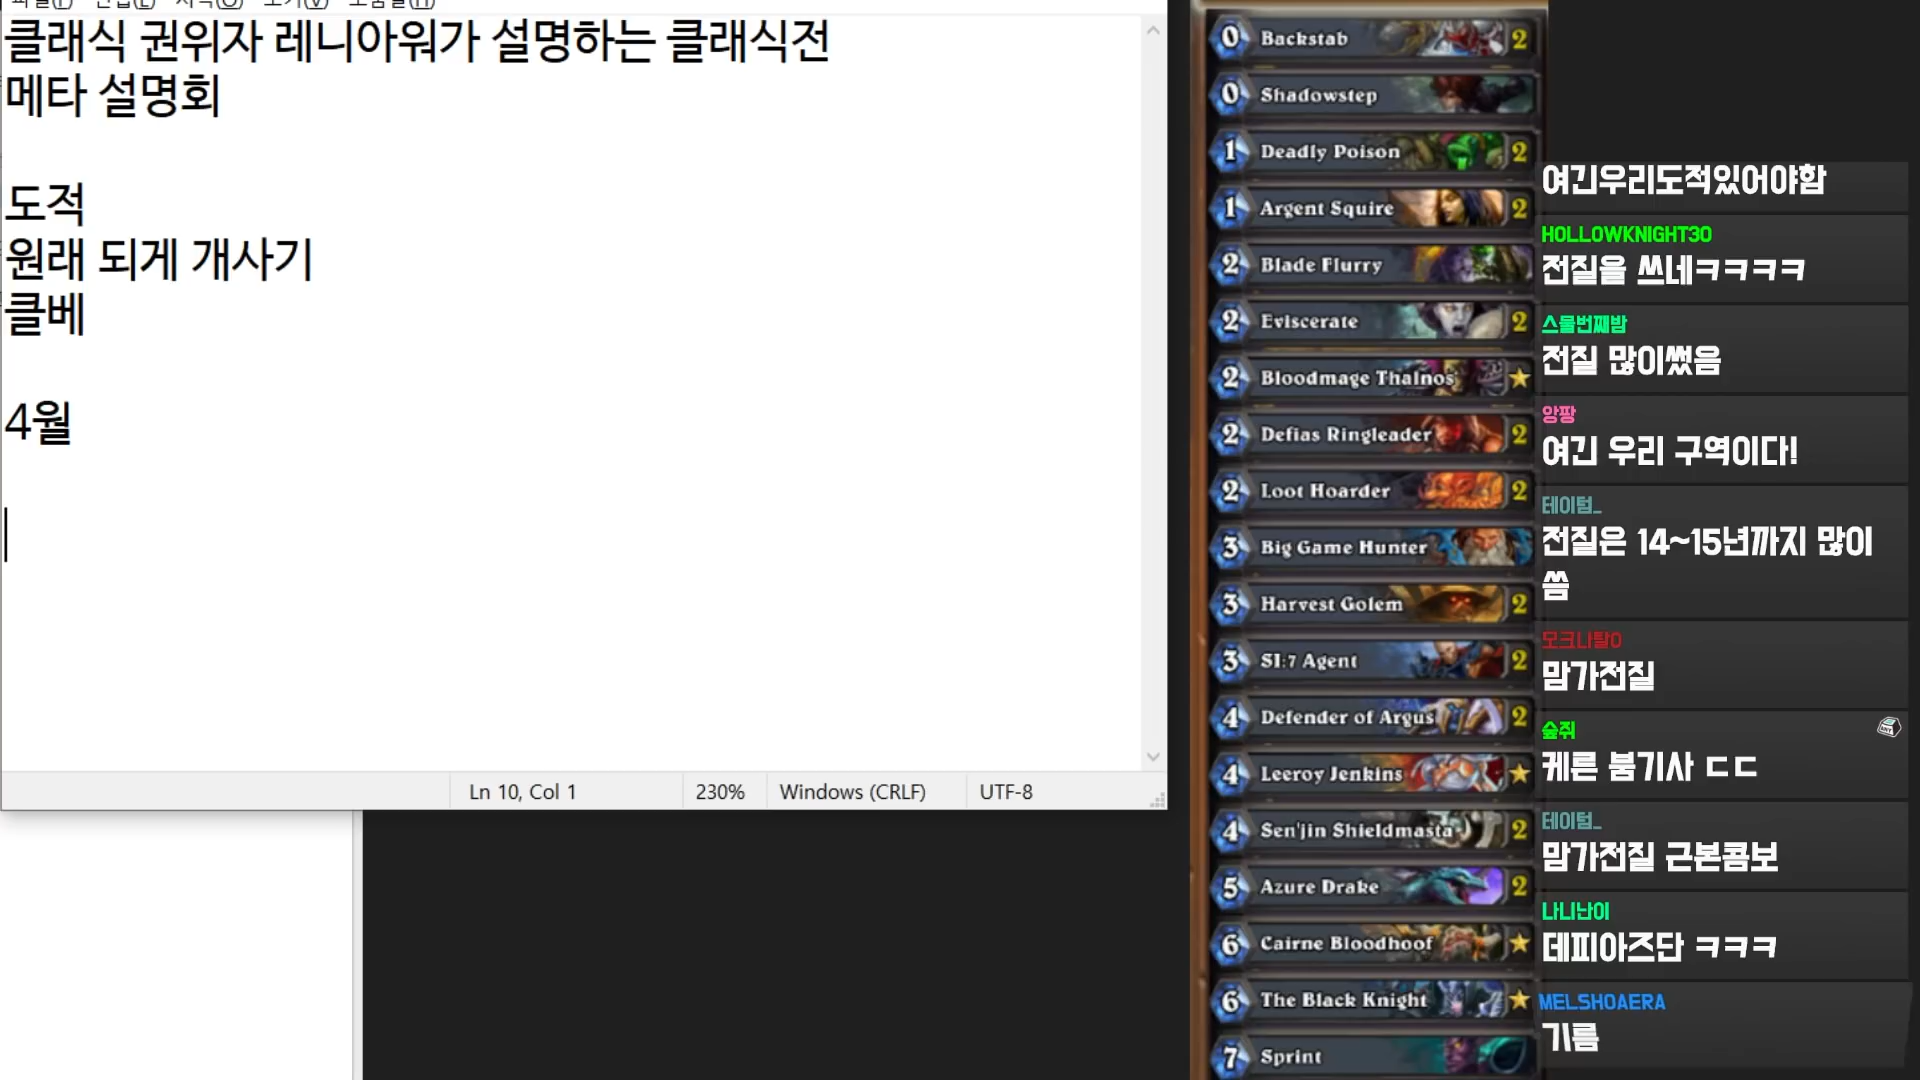 클래식 권위자 레니아워가 설명하는 클래식전
메타 설명회
도적
원래 되게 개사기
클베
4월
Ln 10, Col 1
230%
Windows (CRLF)
UTF-8
0 Backstab 2
0 Shadowstep
1 Deadly Poison 2
1 Argent Squire 2
2 Blade Flurry
2 Eviscerate 2
2 Bloodmage Thalnos
2 Defias Ringleader 2
2 Loot Hoarder 2
3 Big Game Hunter
3 Harvest Golem 2
3 SI:7 Agent 2
4 Defender of Argus 2
4 Leeroy Jenkins
4 Sen'jin Shieldmasta 2
5 Azure Drake 2
6 Cairne Bloodhoof
6 The Black Knight
7 Sprint
여긴우리도적있어야함
HOLLOWKNIGHT30
전질을 쓰네ㅋㅋㅋㅋ
스물번째밤
전질 많이썼음
앙팡
여긴 우리 구역이다!
테이텀_
전질은 14~15년까지 많이
씀
모크나탈0
맘가전질
숲쥐
케른 붐기사 ㄷㄷ
테이텀_
맘가전질 근본콤보
나니난이
데피아즈단 ㅋㅋㅋ
MELSHOAERA
기름